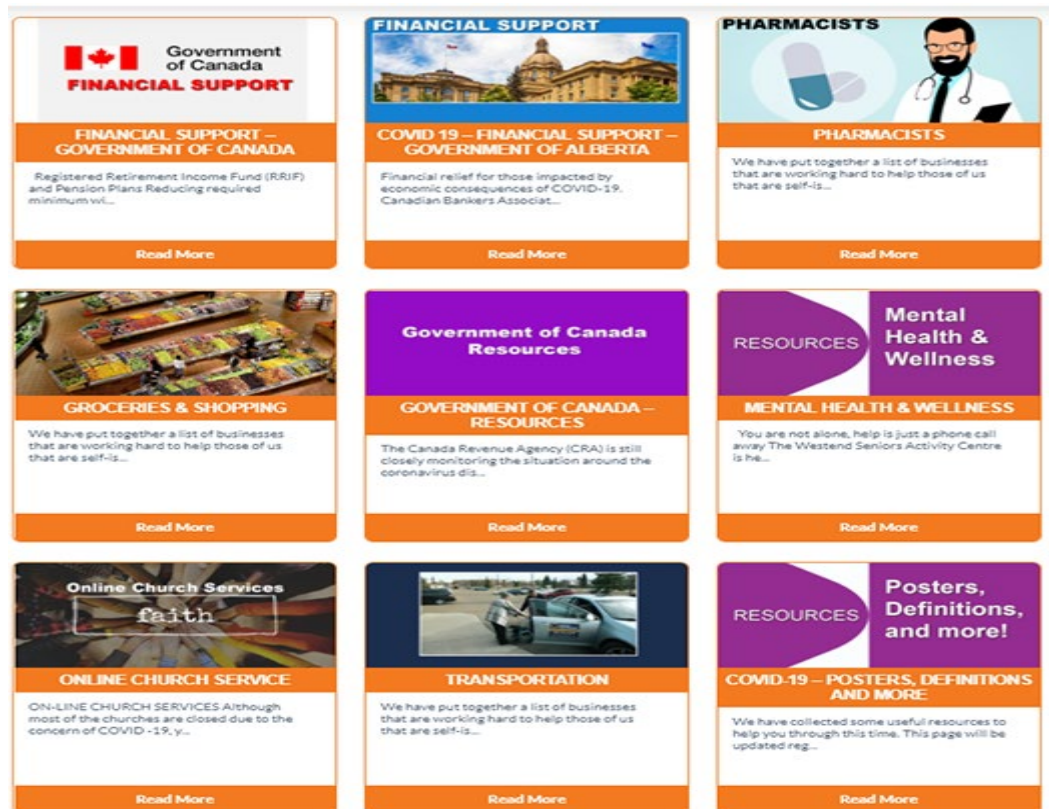 Government
of Canada
FINANCIAL SUPPORT
FINANCIAL SUPPORT –
GOVERNMENT OF CANADA
Registered Retirement Income Fund (RRIF)
and Pension Plans Reducing required
minimum wi...
Read More
FINANCIAL SUPPORT
COVID 19 – FINANCIAL SUPPORT –
GOVERNMENT OF ALBERTA
Financial relief for those impacted by
economic consequences of COVID-19.
Canadian Bankers Associat...
Read More
PHARMACISTS
PHARMACISTS
We have put together a list of businesses
that are working hard to help those of us
that are self-is...
Read More
GROCERIES & SHOPPING
We have put together a list of businesses
that are working hard to help those of us
that are self-is...
Read More
Government of Canada
Resources
GOVERNMENT OF CANADA –
RESOURCES
The Canada Revenue Agency (CRA) is still
closely monitoring the situation around the
coronavirus dis...
Read More
RESOURCES
Mental
Health &
Wellness
MENTAL HEALTH & WELLNESS
You are not alone, help is just a phone call
away The Westend Seniors Activity Centre
is he...
Read More
Online Church Services
faith
ONLINE CHURCH SERVICE
ON-LINE CHURCH SERVICES Although
most of the churches are closed due to the
concern of COVID -19, y...
Read More
TRANSPORTATION
We have put together a list of businesses
that are working hard to help those of us
that are self-is...
Read More
RESOURCES
Posters,
Definitions,
and more!
COVID-19 – POSTERS, DEFINITIONS
AND MORE
We have collected some useful resources to
help you through this time. This page will be
updated reg...
Read More